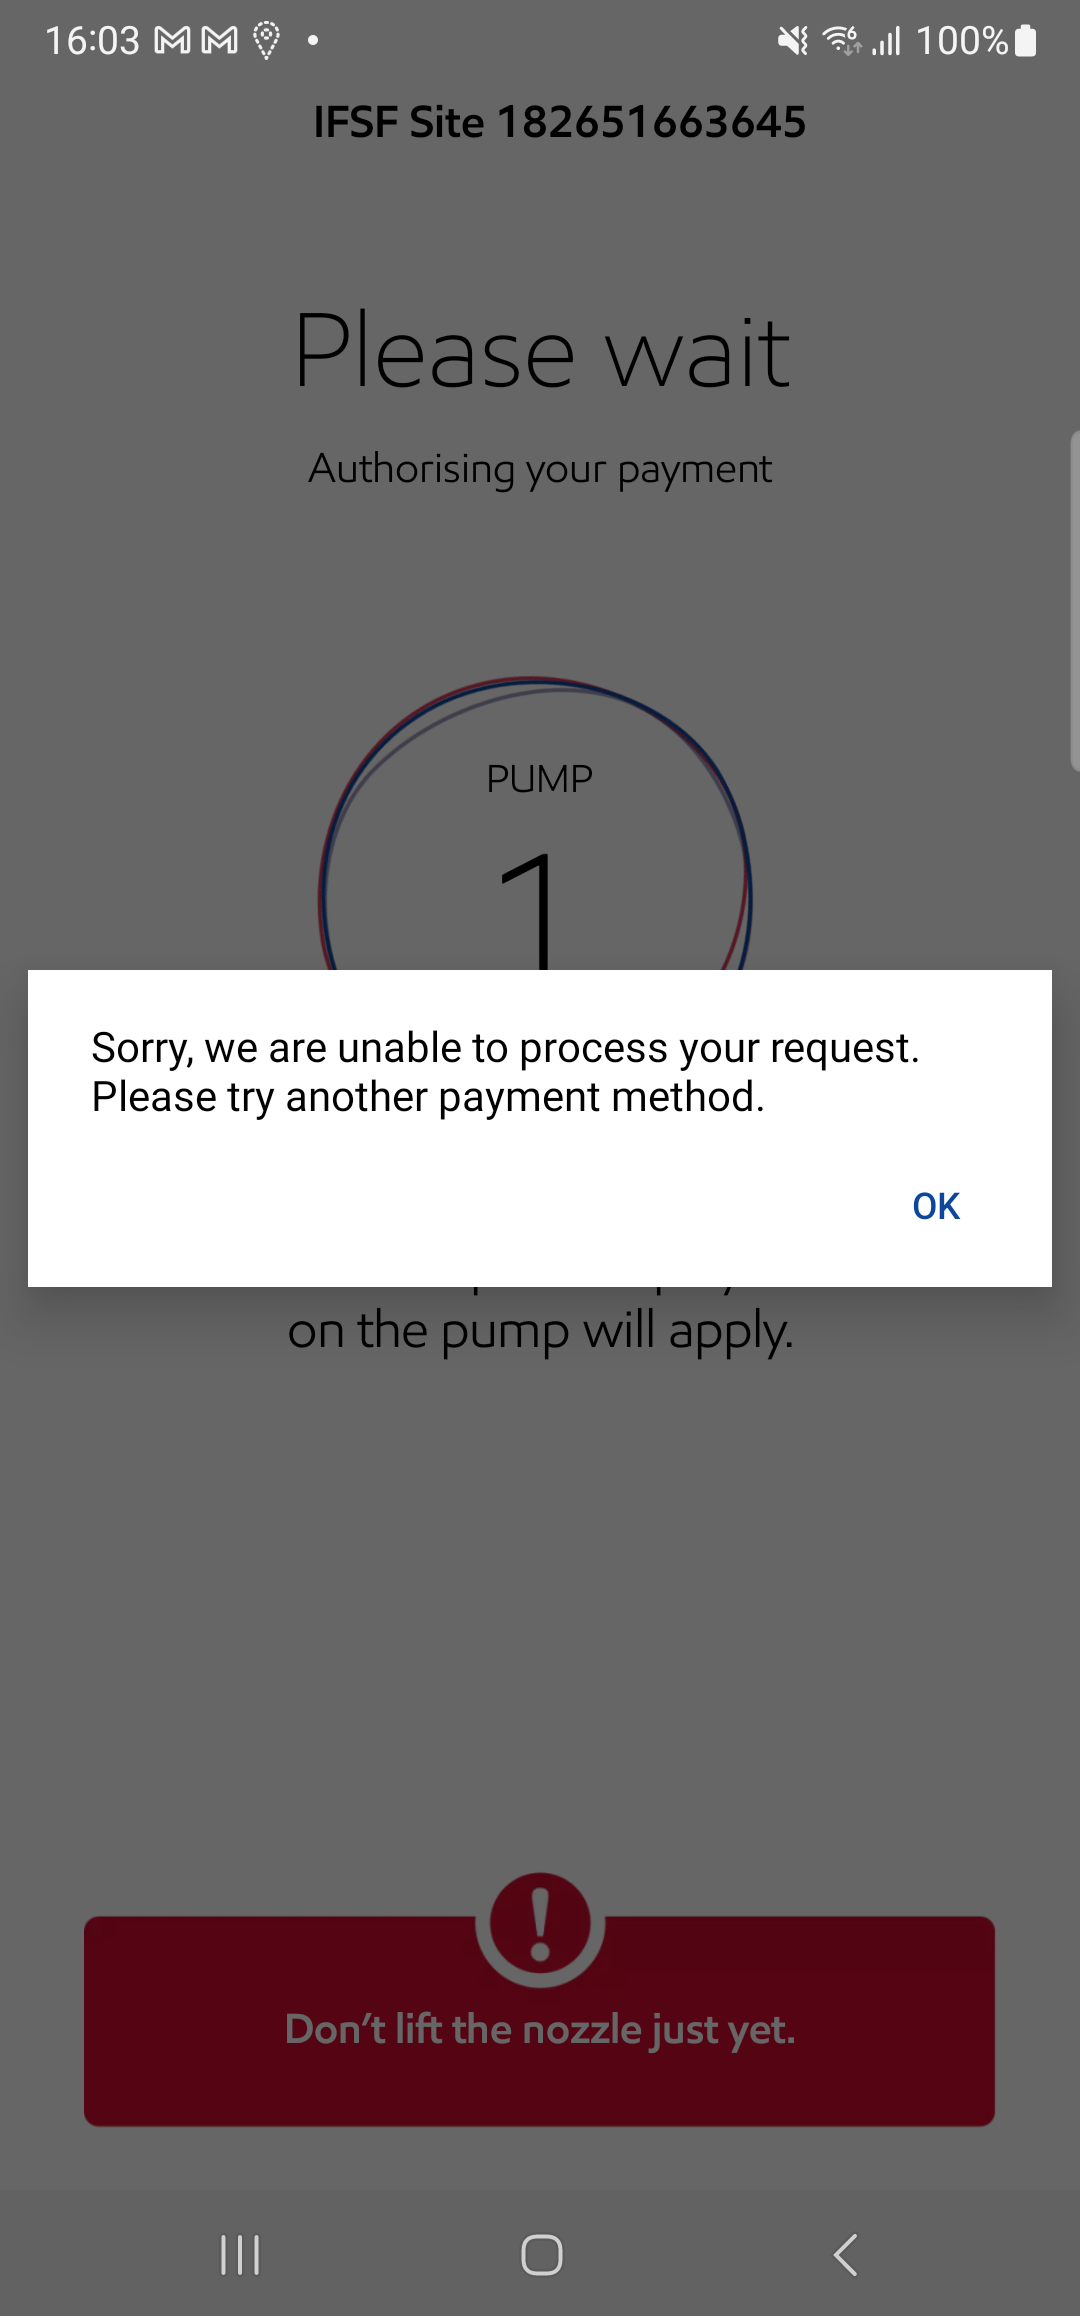 16:03
100%
IFSF Site 182651663645
Please wait
Authorising your payment
PUMP
1
Sorry, we are unable to process your request.
Please try another payment method.
OK
on the pump will apply.
Don’t lift the nozzle just yet.